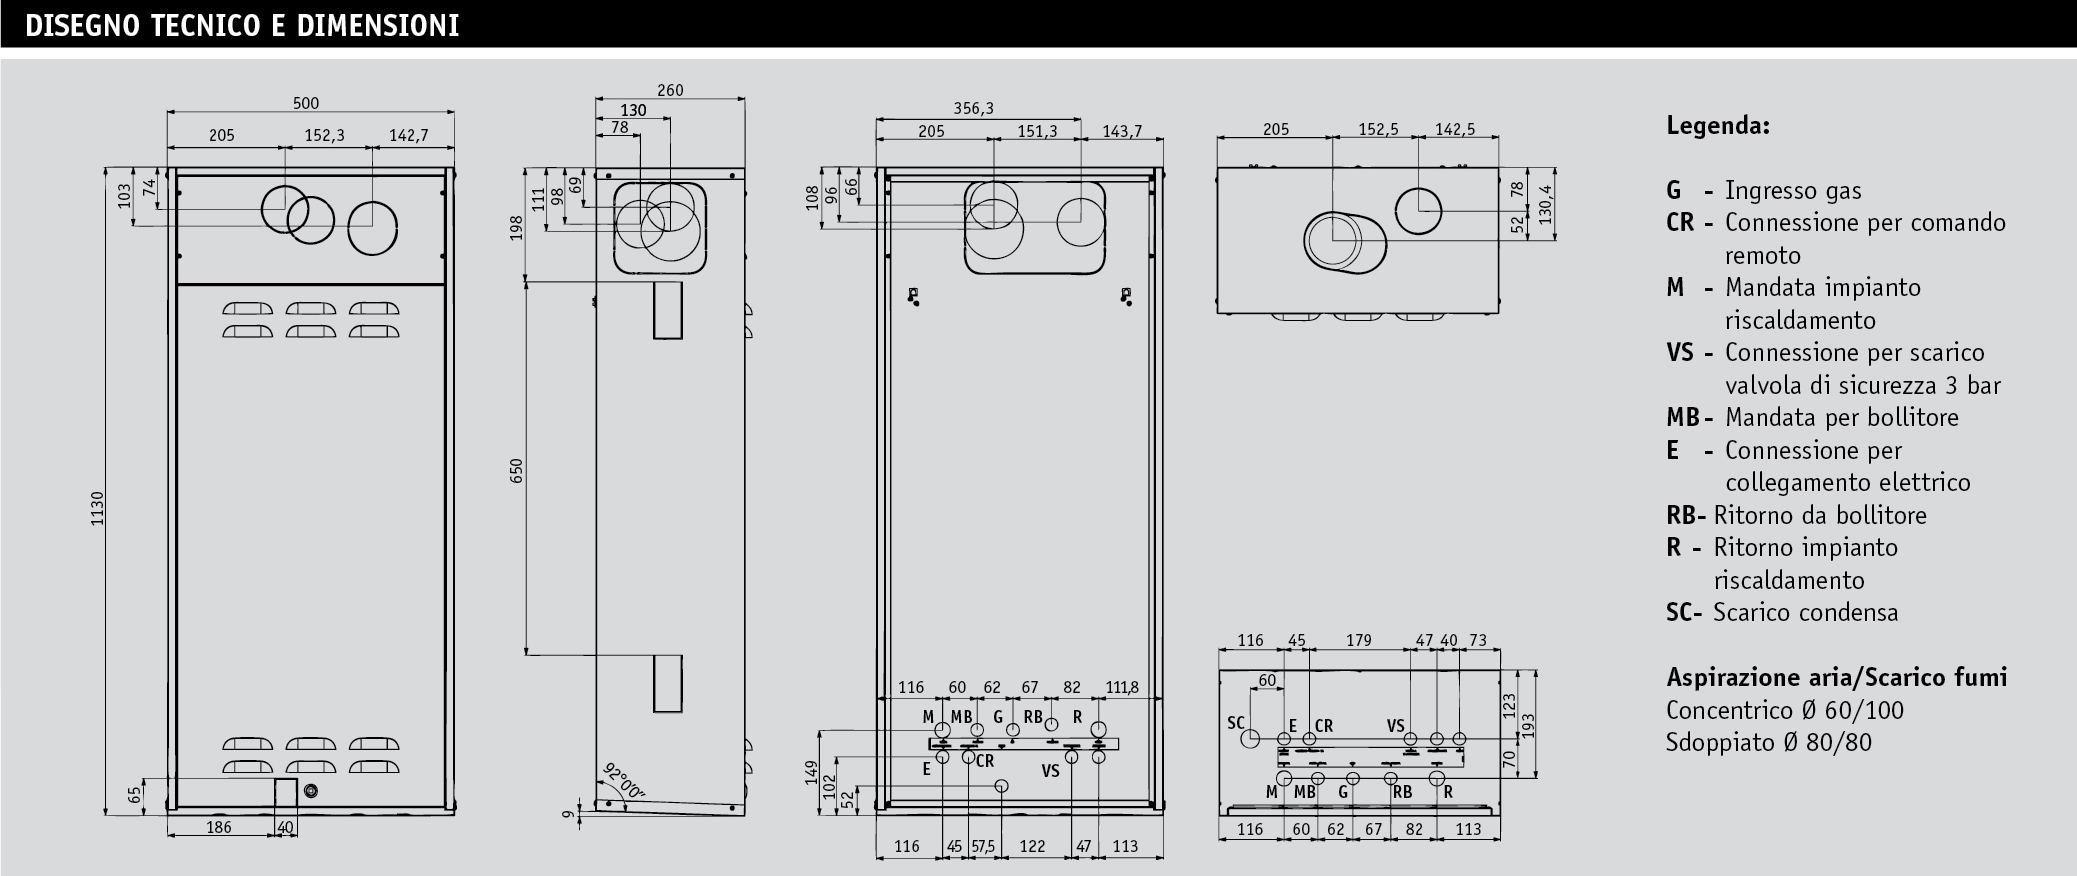 DISEGNO TECNICO E DIMENSIONI
500
205 152,3 142,7
103
74
1130
65
186 40
260
130
78
198
111
98
69
650
92°0'0"
9
356,3
205 151,3 143,7
108
96
66
116 60 62 67 82 111,8
M MB G RB R
E CR VS
149
102
52
116 45 57,5 122 47 113
205 152,5 142,5
78
52
130,4
116 45 179 47 40 73
60
SC E CR VS
123
193
70
M MB G RB R
116 60 62 67 82 113
Legenda:
G - Ingresso gas
CR - Connessione per comando
remoto
M - Mandata impianto
riscaldamento
VS - Connessione per scarico
valvola di sicurezza 3 bar
MB - Mandata per bollitore
E - Connessione per
collegamento elettrico
RB- Ritorno da bollitore
R - Ritorno impianto
riscaldamento
SC- Scarico condensa
Aspirazione aria/Scarico fumi
Concentrico Ø 60/100
Sdoppiato Ø 80/80